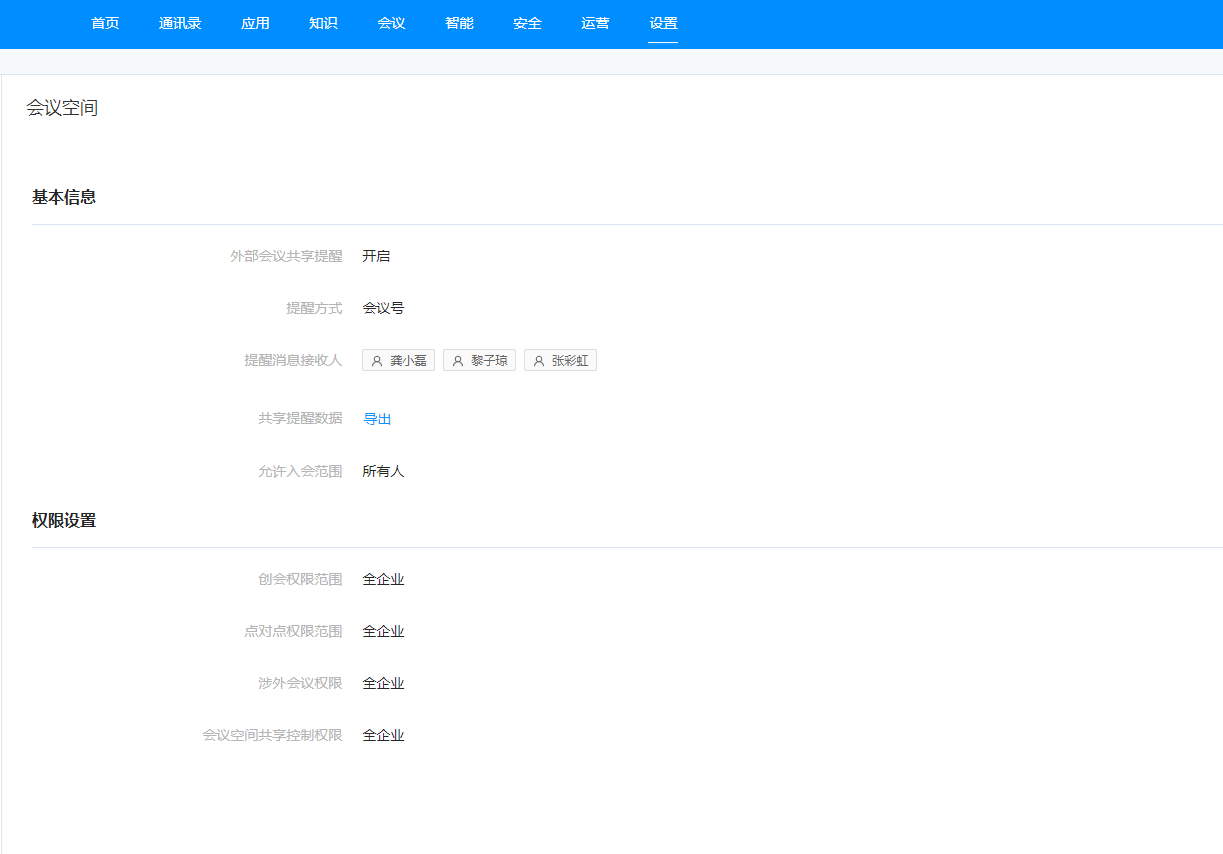 首页 通讯录 应用 知识 会议 智能 安全 运营 设置
会议空间
基本信息
外部会议共享提醒 开启
提醒方式 会议号
提醒消息接收人 龚小磊 黎子琼 张彩虹
共享提醒数据 导出
允许入会范围 所有人
权限设置
创会权限范围 全企业
点对点权限范围 全企业
涉外会议权限 全企业
会议空间共享控制权限 全企业